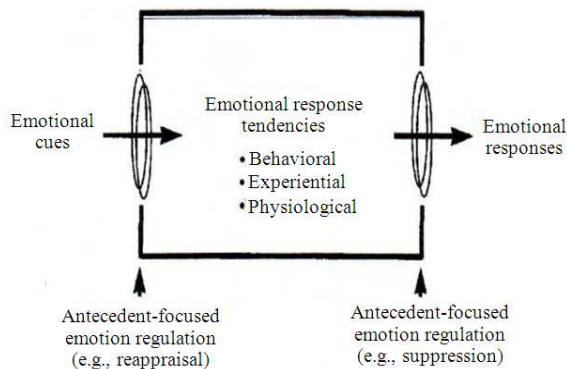 Emotional
cues
Emotional response
tendencies
• Behavioral
• Experiential
• Physiological
Emotional
responses
Antecedent-focused
emotion regulation
(e.g., reappraisal)
Antecedent-focused
emotion regulation
(e.g., suppression)